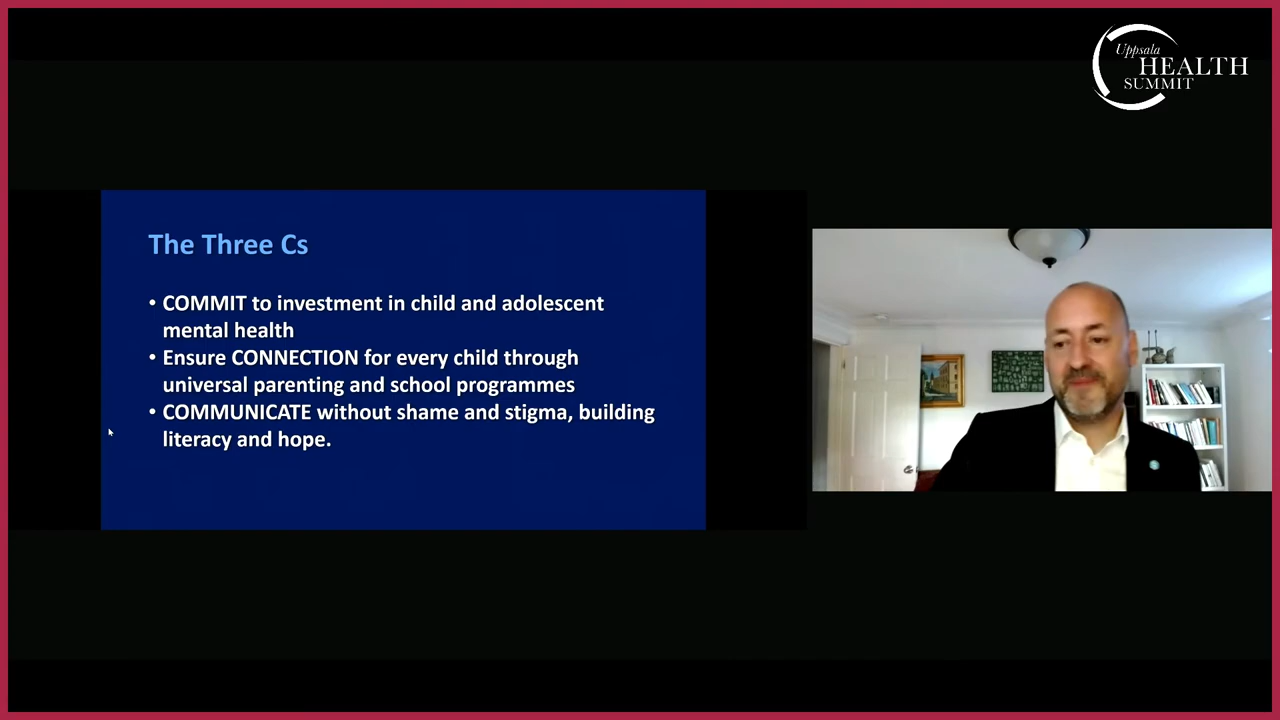 Uppsala
HEALTH
SUMMIT
The Three Cs
• COMMIT to investment in child and adolescent
mental health
• Ensure CONNECTION for every child through
universal parenting and school programmes
• COMMUNICATE without shame and stigma, building
literacy and hope.